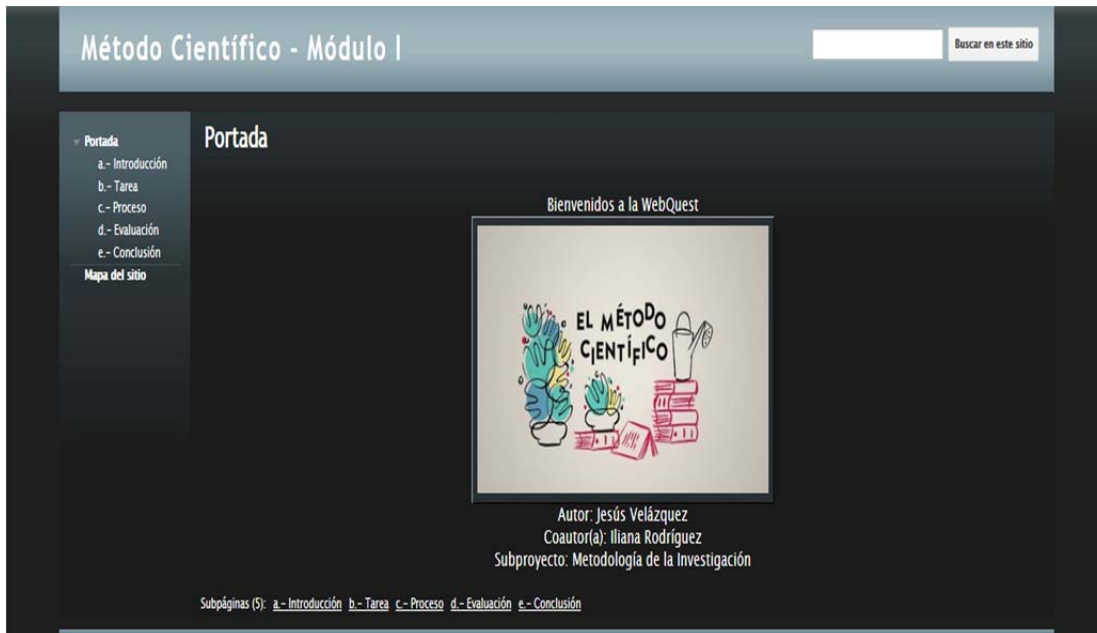 Método Científico - Módulo I
Buscar en este sitio
Portada
a.- Introducción
b.- Tarea
c.- Proceso
d.- Evaluación
e.- Conclusión
Mapa del sitio
Portada
Bienvenidos a la WebQuest
EL MÉTODO
CIENTÍFICO
Autor: Jesús Velázquez
Coautor(a): Iliana Rodríguez
Subproyecto: Metodología de la Investigación
Subpáginas (5): a.- Introducción b.- Tarea c.- Proceso d.- Evaluación e.- Conclusión